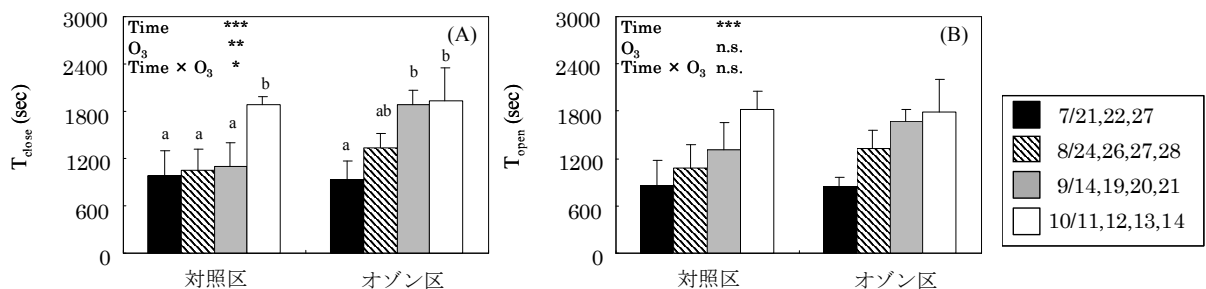 3000
2400
1800
1200
600
0
T_close (sec)
Time ***
O₃ **
Time × O₃ *
(A)
a a a b
a ab b b
対照区 オゾン区
3000
2400
1800
1200
600
0
T_open (sec)
Time ***
O₃ n.s.
Time × O₃ n.s.
(B)
対照区 オゾン区
7/21,22,27
8/24,26,27,28
9/14,19,20,21
10/11,12,13,14